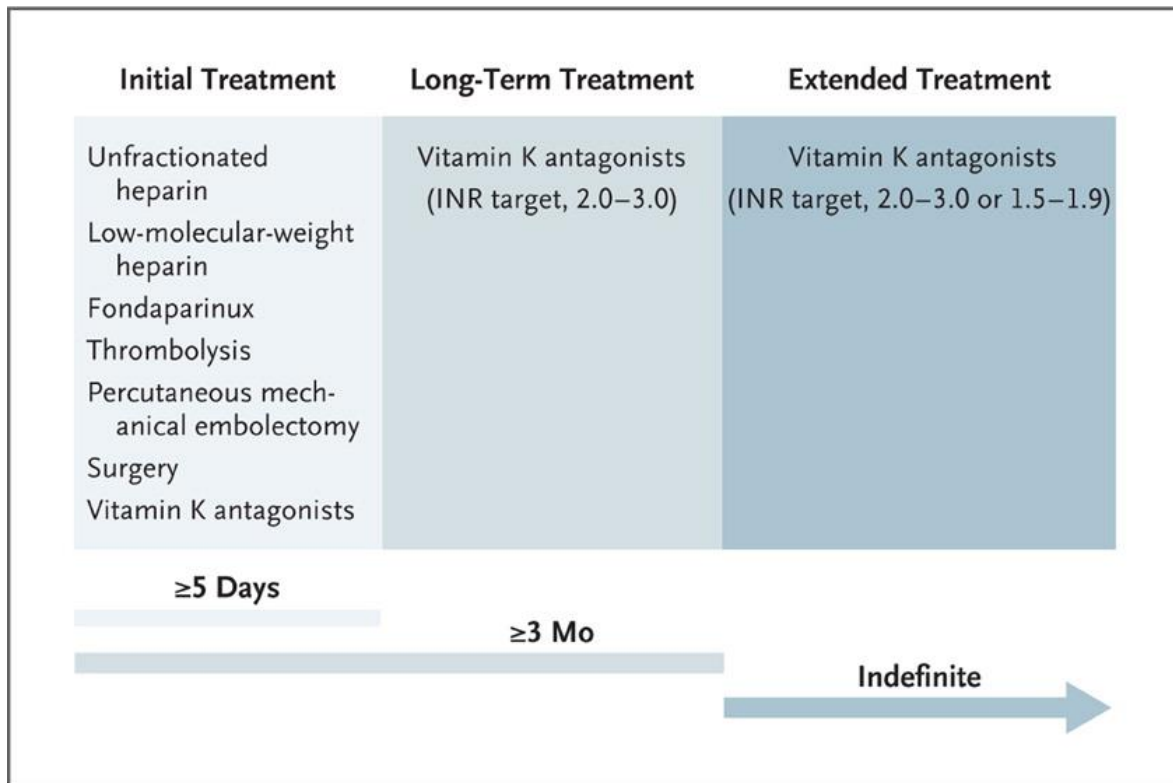 Initial Treatment
Long-Term Treatment
Extended Treatment
Unfractionated
heparin
Low-molecular-weight
heparin
Fondaparinux
Thrombolysis
Percutaneous mech-
anical embolectomy
Surgery
Vitamin K antagonists
Vitamin K antagonists
(INR target, 2.0–3.0)
Vitamin K antagonists
(INR target, 2.0–3.0 or 1.5–1.9)
≥5 Days
≥3 Mo
Indefinite